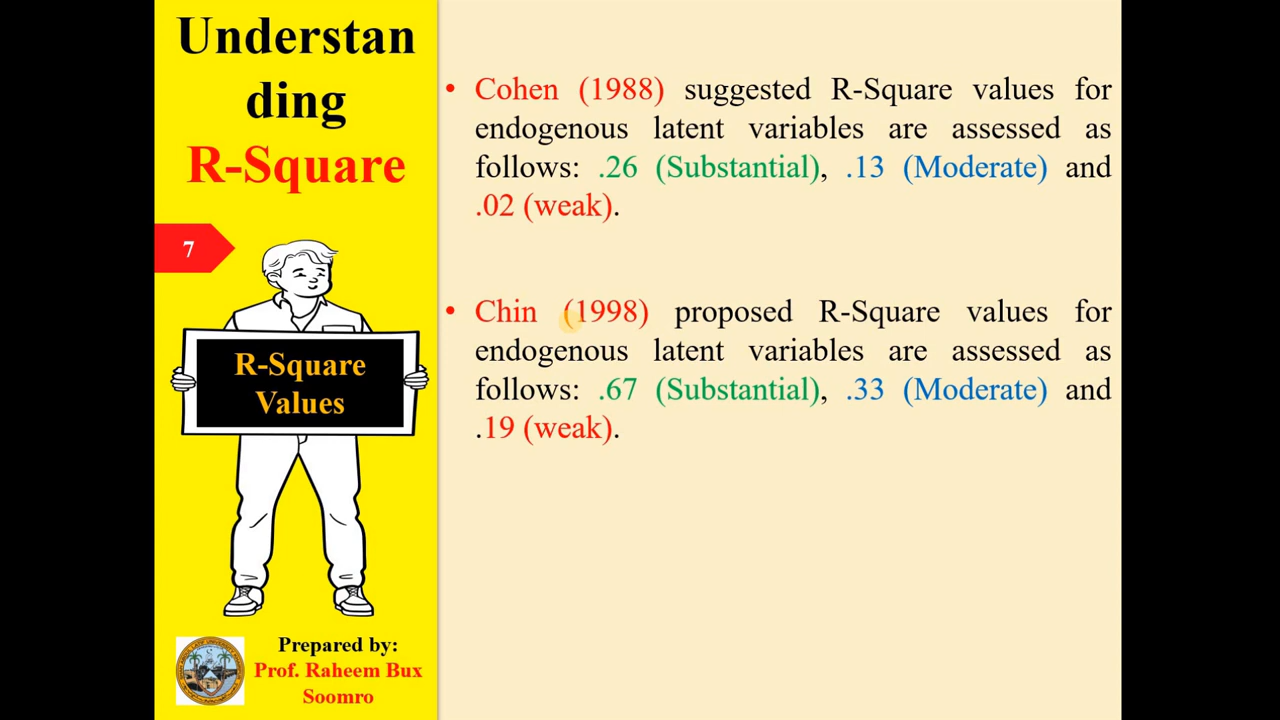 Understan
ding
R-Square
7
R-Square
Values
Prepared by:
Prof. Raheem Bux
Soomro
• Cohen (1988) suggested R-Square values for
endogenous latent variables are assessed as
follows: .26 (Substantial), .13 (Moderate) and
.02 (weak).
• Chin (1998) proposed R-Square values for
endogenous latent variables are assessed as
follows: .67 (Substantial), .33 (Moderate) and
.19 (weak).